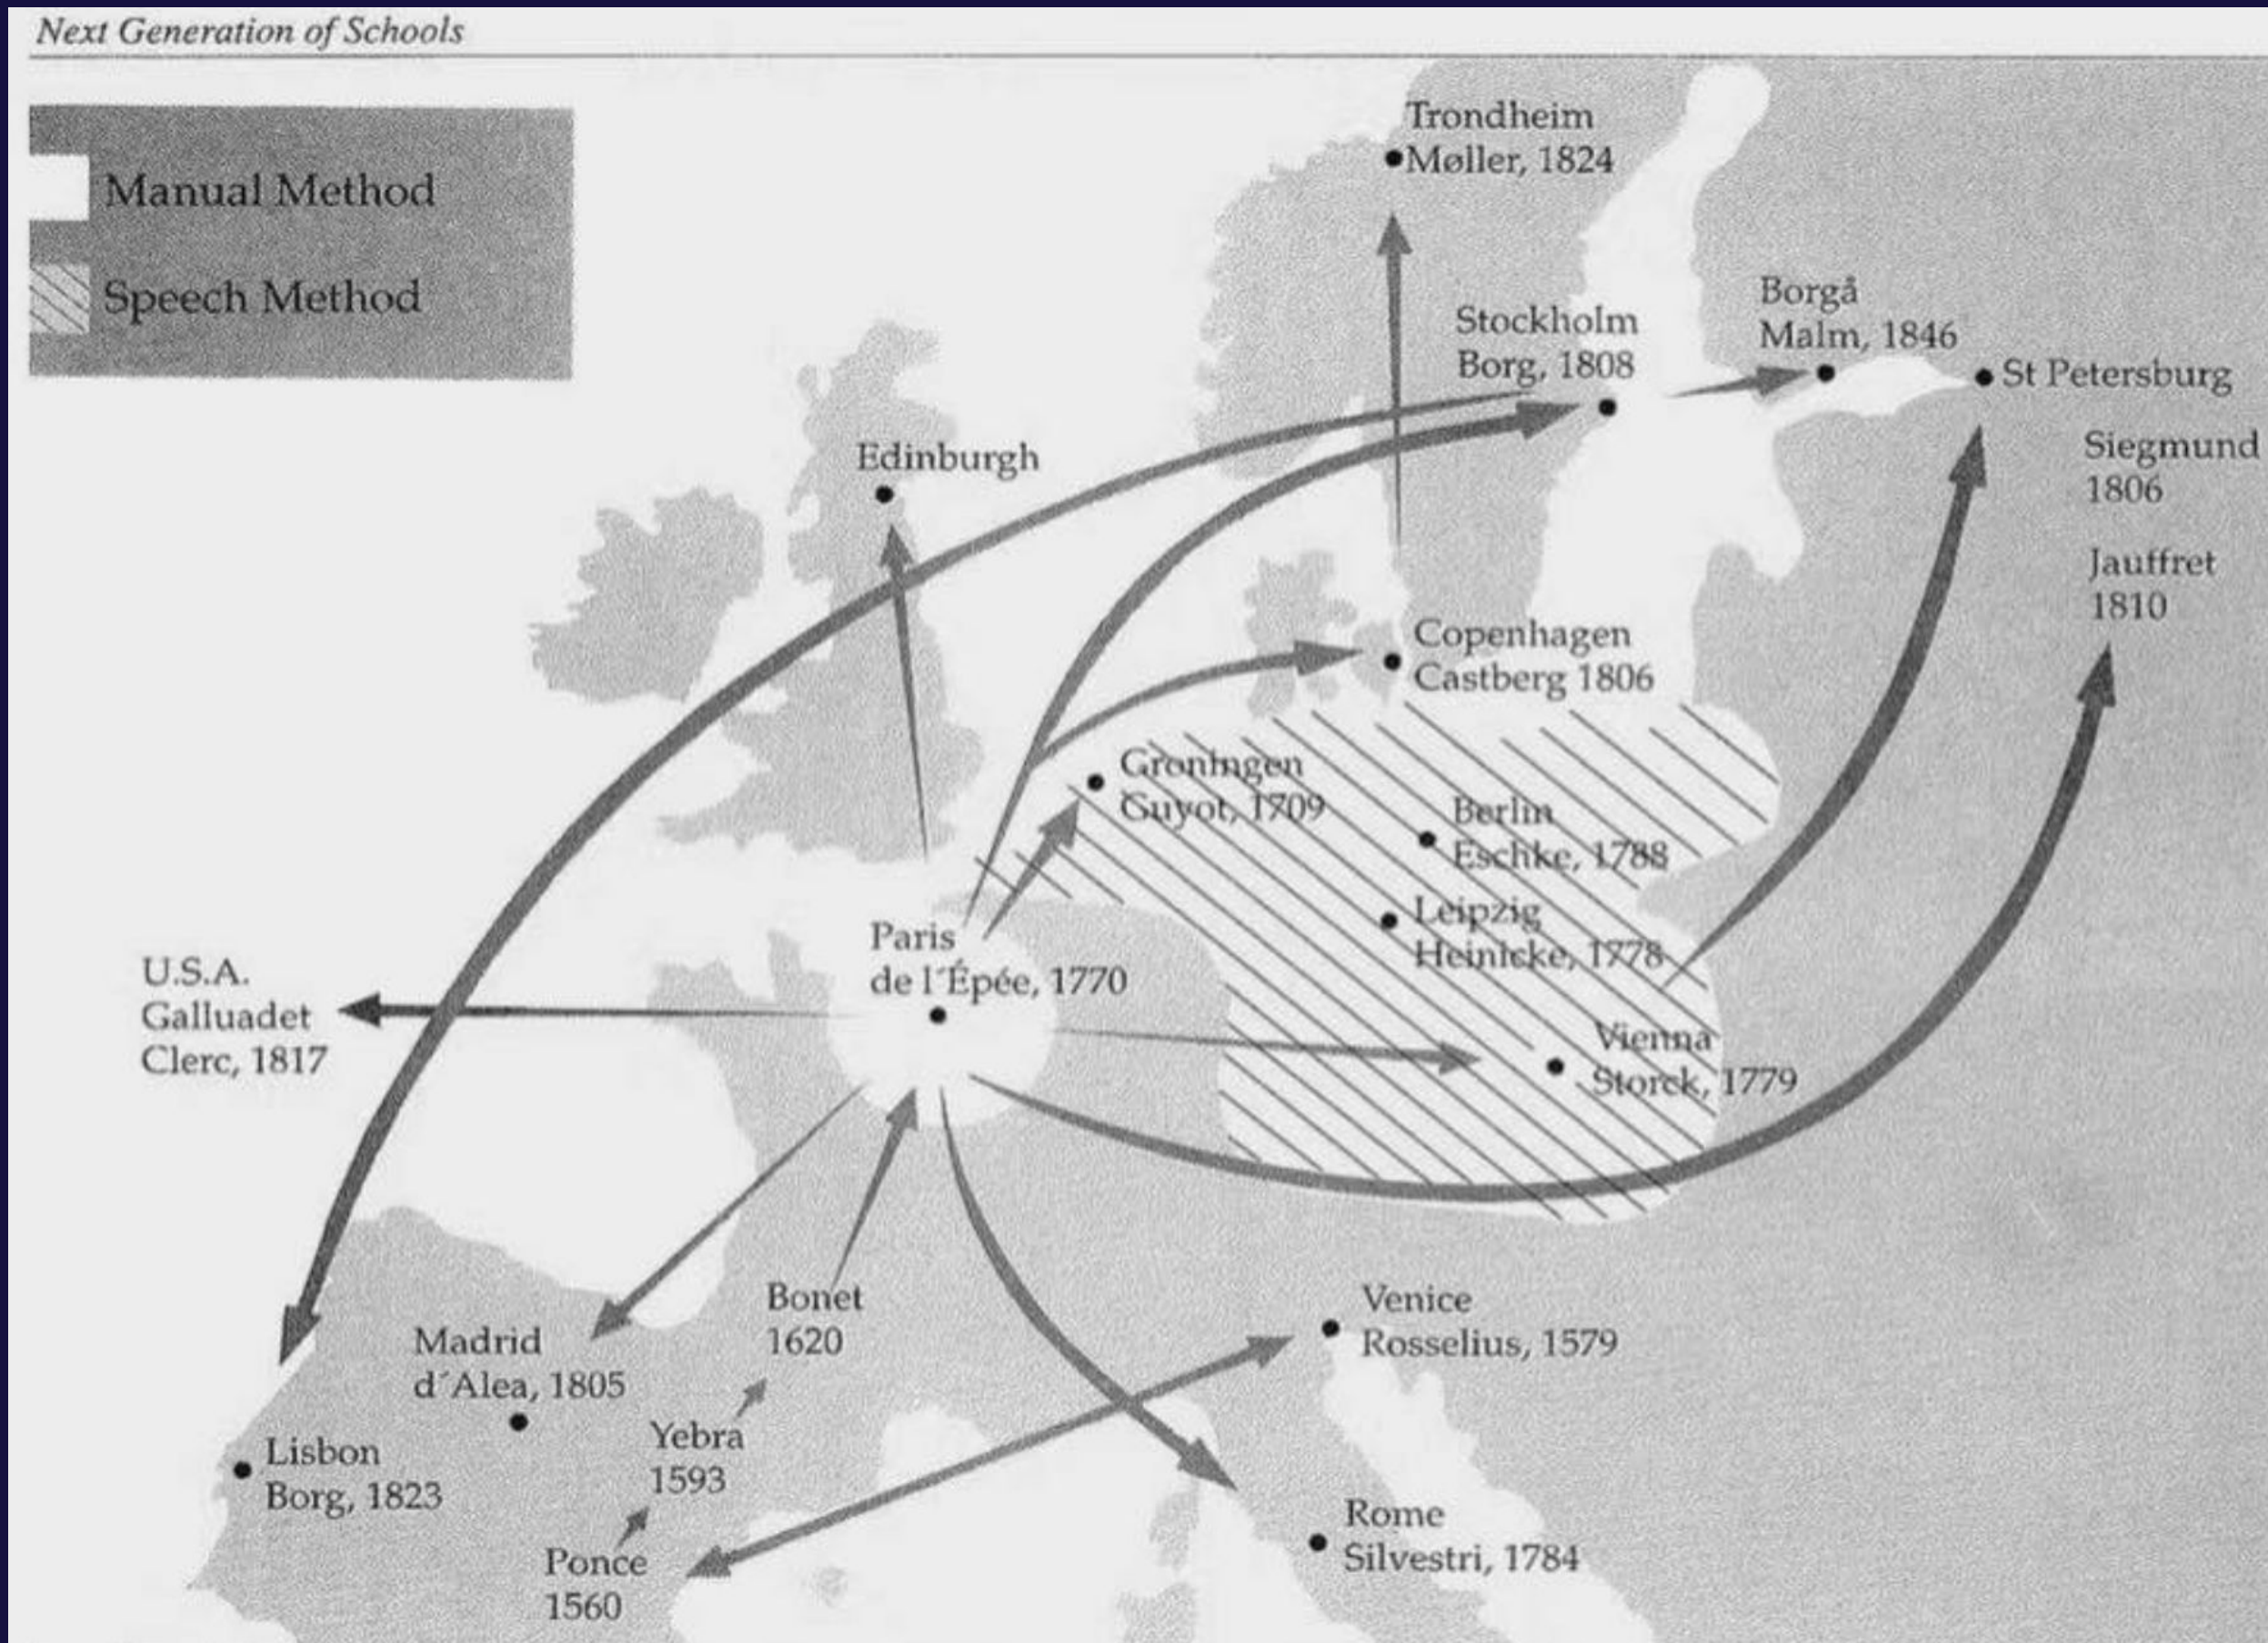 Next Generation of Schools
Manual Method
Speech Method
Trondheim
Møller, 1824
Stockholm
Borg, 1808
Borgå
Malm, 1846
St Petersburg
Siegmund
1806
Jauffret
1810
Edinburgh
Copenhagen
Castberg 1806
Groningen
Guyot, 1709
Berlin
Eschke, 1788
Leipzig
Heinicke, 1778
Paris
de l´Épée, 1770
U.S.A.
Galluadet
Clerc, 1817
Vienna
Storck, 1779
Bonet
1620
Venice
Rosselius, 1579
Madrid
d´Alea, 1805
Yebra
1593
Lisbon
Borg, 1823
Rome
Silvestri, 1784
Ponce
1560